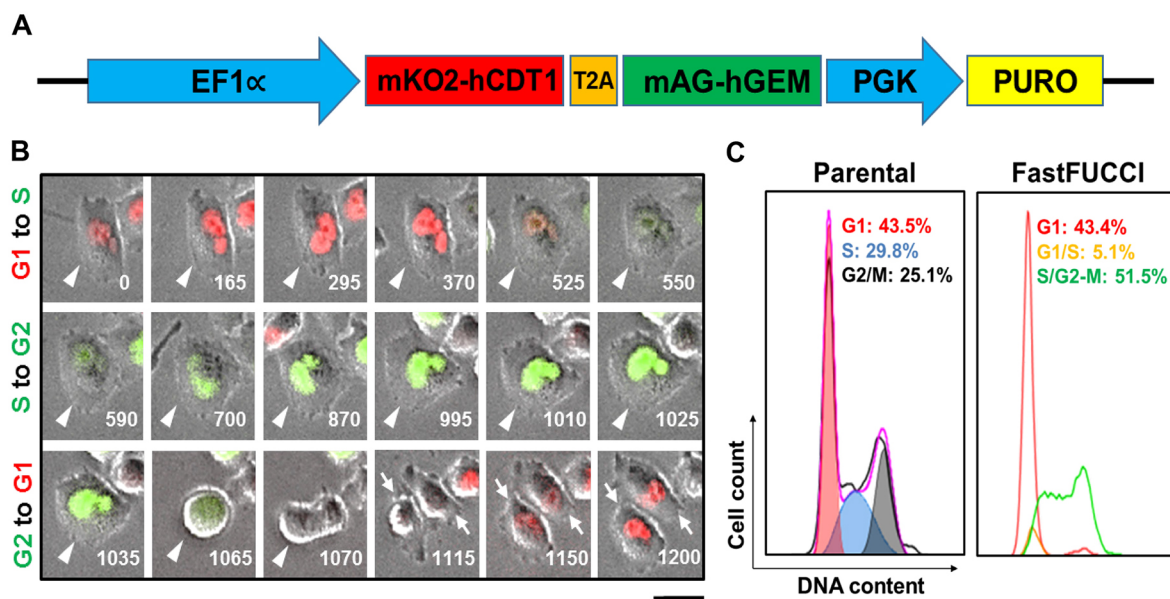 A
EF1∝
mKO2-hCDT1
T2A
mAG-hGEM
PGK
PURO
B
G1 to S
0
165
295
370
525
550
S to G2
590
700
870
995
1010
1025
G2 to G1
1035
1065
1070
1115
1150
1200
C
Parental
G1: 43.5%
S: 29.8%
G2/M: 25.1%
FastFUCCI
G1: 43.4%
G1/S: 5.1%
S/G2-M: 51.5%
Cell count
DNA content